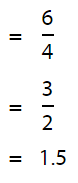 = 6/4
= 3/2
= 1.5